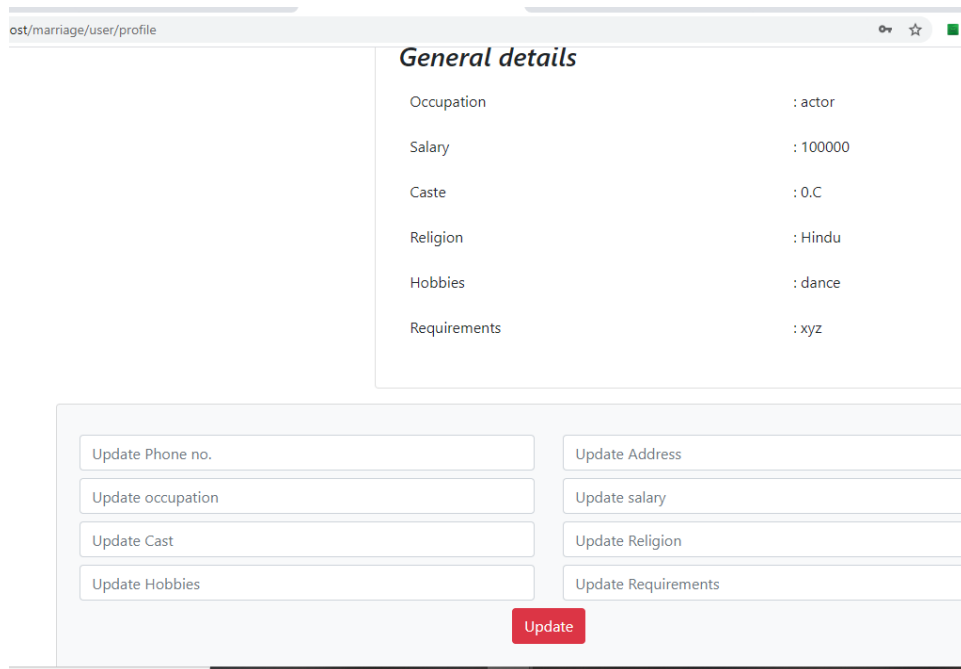 ost/marriage/user/profile
General details
Occupation : actor
Salary : 100000
Caste : 0.C
Religion : Hindu
Hobbies : dance
Requirements : xyz
Update Phone no. Update Address
Update occupation Update salary
Update Cast Update Religion
Update Hobbies Update Requirements
Update